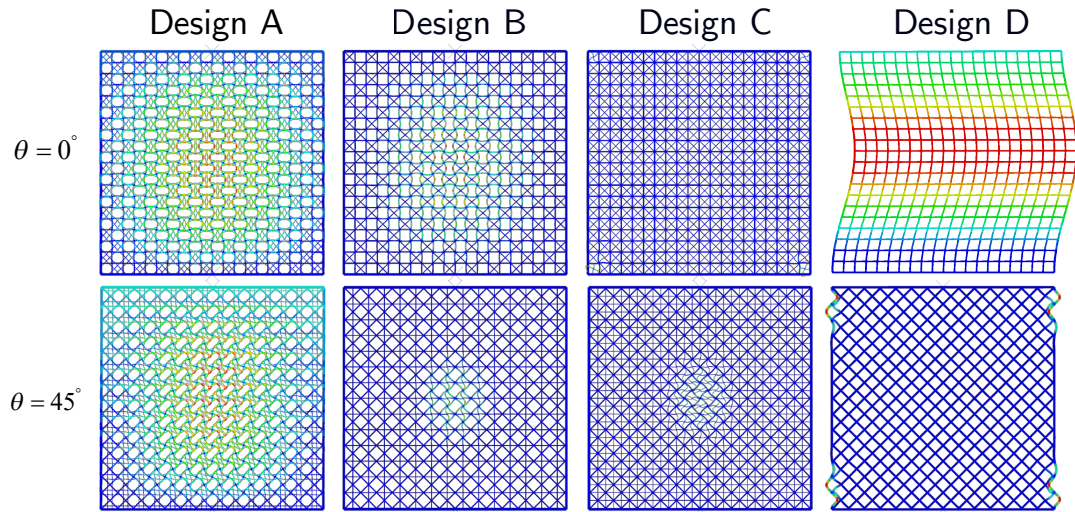 Design A Design B Design C Design D
θ = 0°
θ = 45°